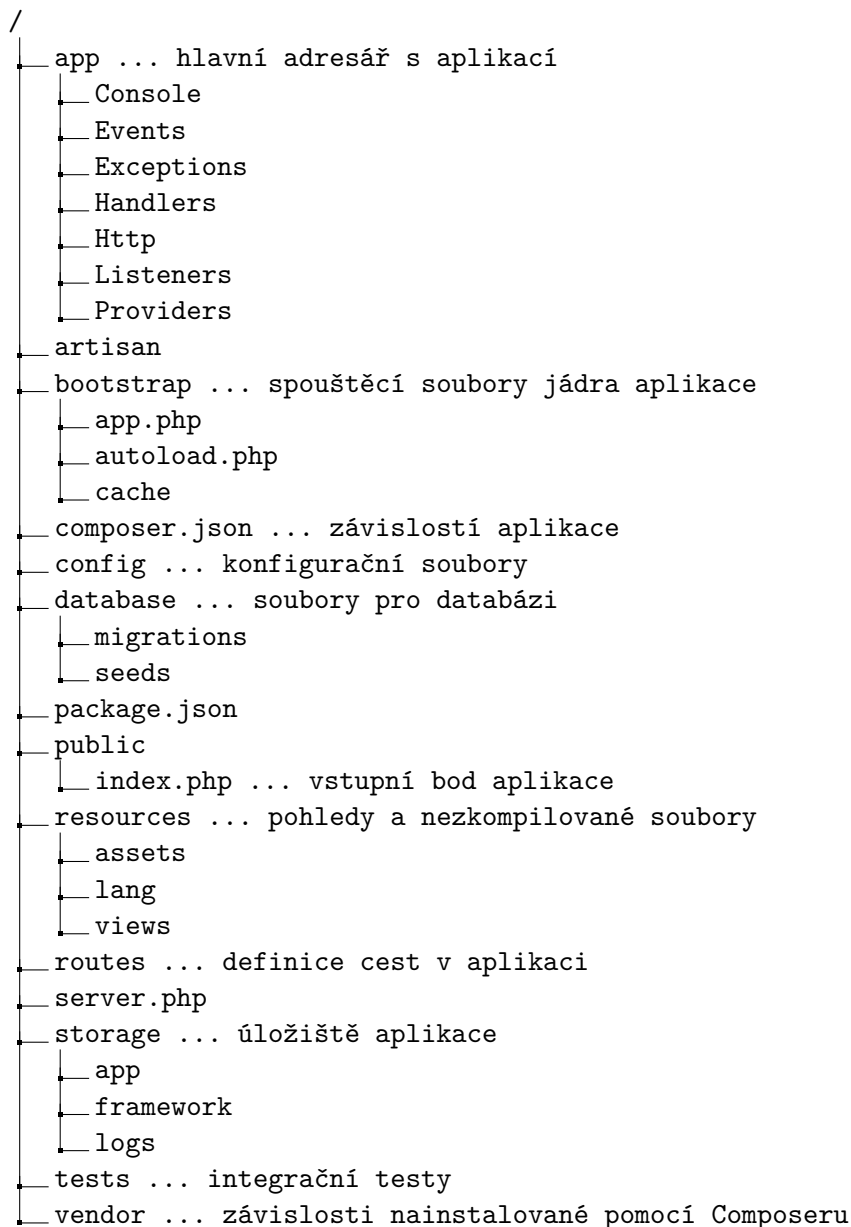 /
app ... hlavní adresář s aplikací
Console
Events
Exceptions
Handlers
Http
Listeners
Providers
artisan
bootstrap ... spouštěcí soubory jádra aplikace
app.php
autoload.php
cache
composer.json ... závislostí aplikace
config ... konfigurační soubory
database ... soubory pro databázi
migrations
seeds
package.json
public
index.php ... vstupní bod aplikace
resources ... pohledy a nezkompilované soubory
assets
lang
views
routes ... definice cest v aplikaci
server.php
storage ... úložiště aplikace
app
framework
logs
tests ... integrační testy
vendor ... závislosti nainstalované pomocí Composeru